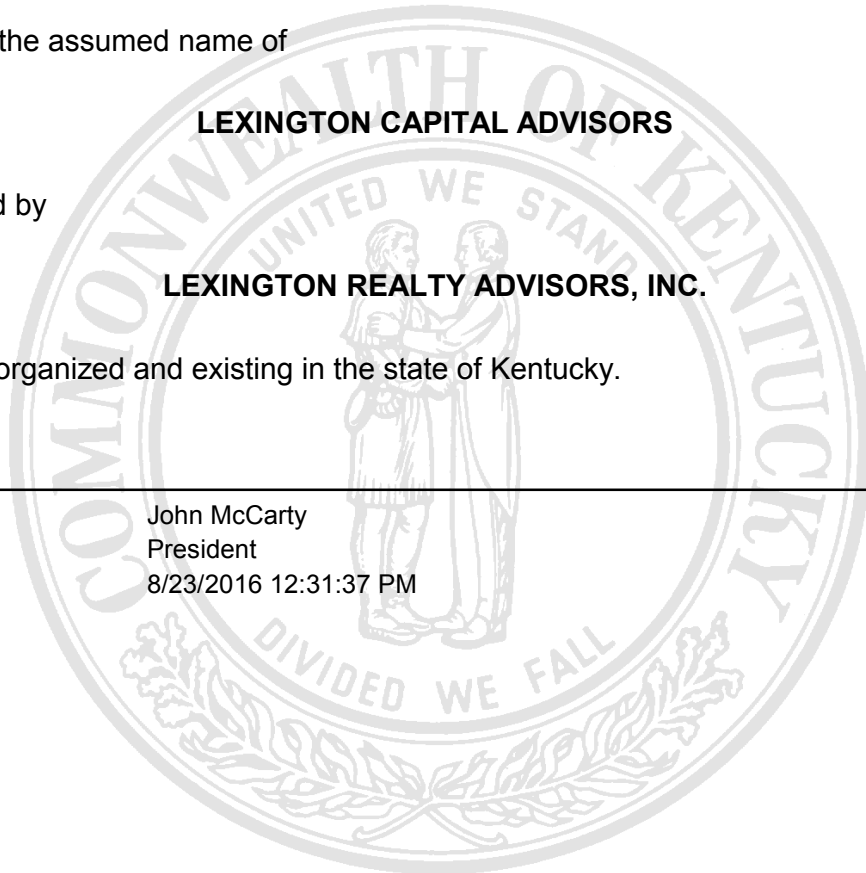 the assumed name of
LEXINGTON CAPITAL ADVISORS
d by
LEXINGTON REALTY ADVISORS, INC.
organized and existing in the state of Kentucky.
John McCarty
President
8/23/2016 12:31:37 PM
COMMONWEALTH OF KENTUCKY
UNITED WE STAND
DIVIDED WE FALL